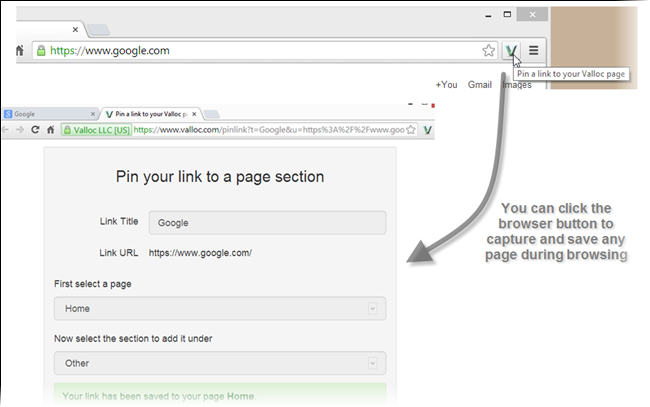 https://www.google.com
Pin a link to your Valloc page
+You Gmail Images
Google
Pin a link to your Valloc p
Valloc LLC [US] https://www.valloc.com/pinlink?t=Google&u=https%3A%2F%2Fwww.goo
Pin your link to a page section
Link Title Google
Link URL https://www.google.com/
First select a page
Home
Now select the section to add it under
Other
Your link has been saved to your page Home.
You can click the
browser button to
capture and save any
page during browsing